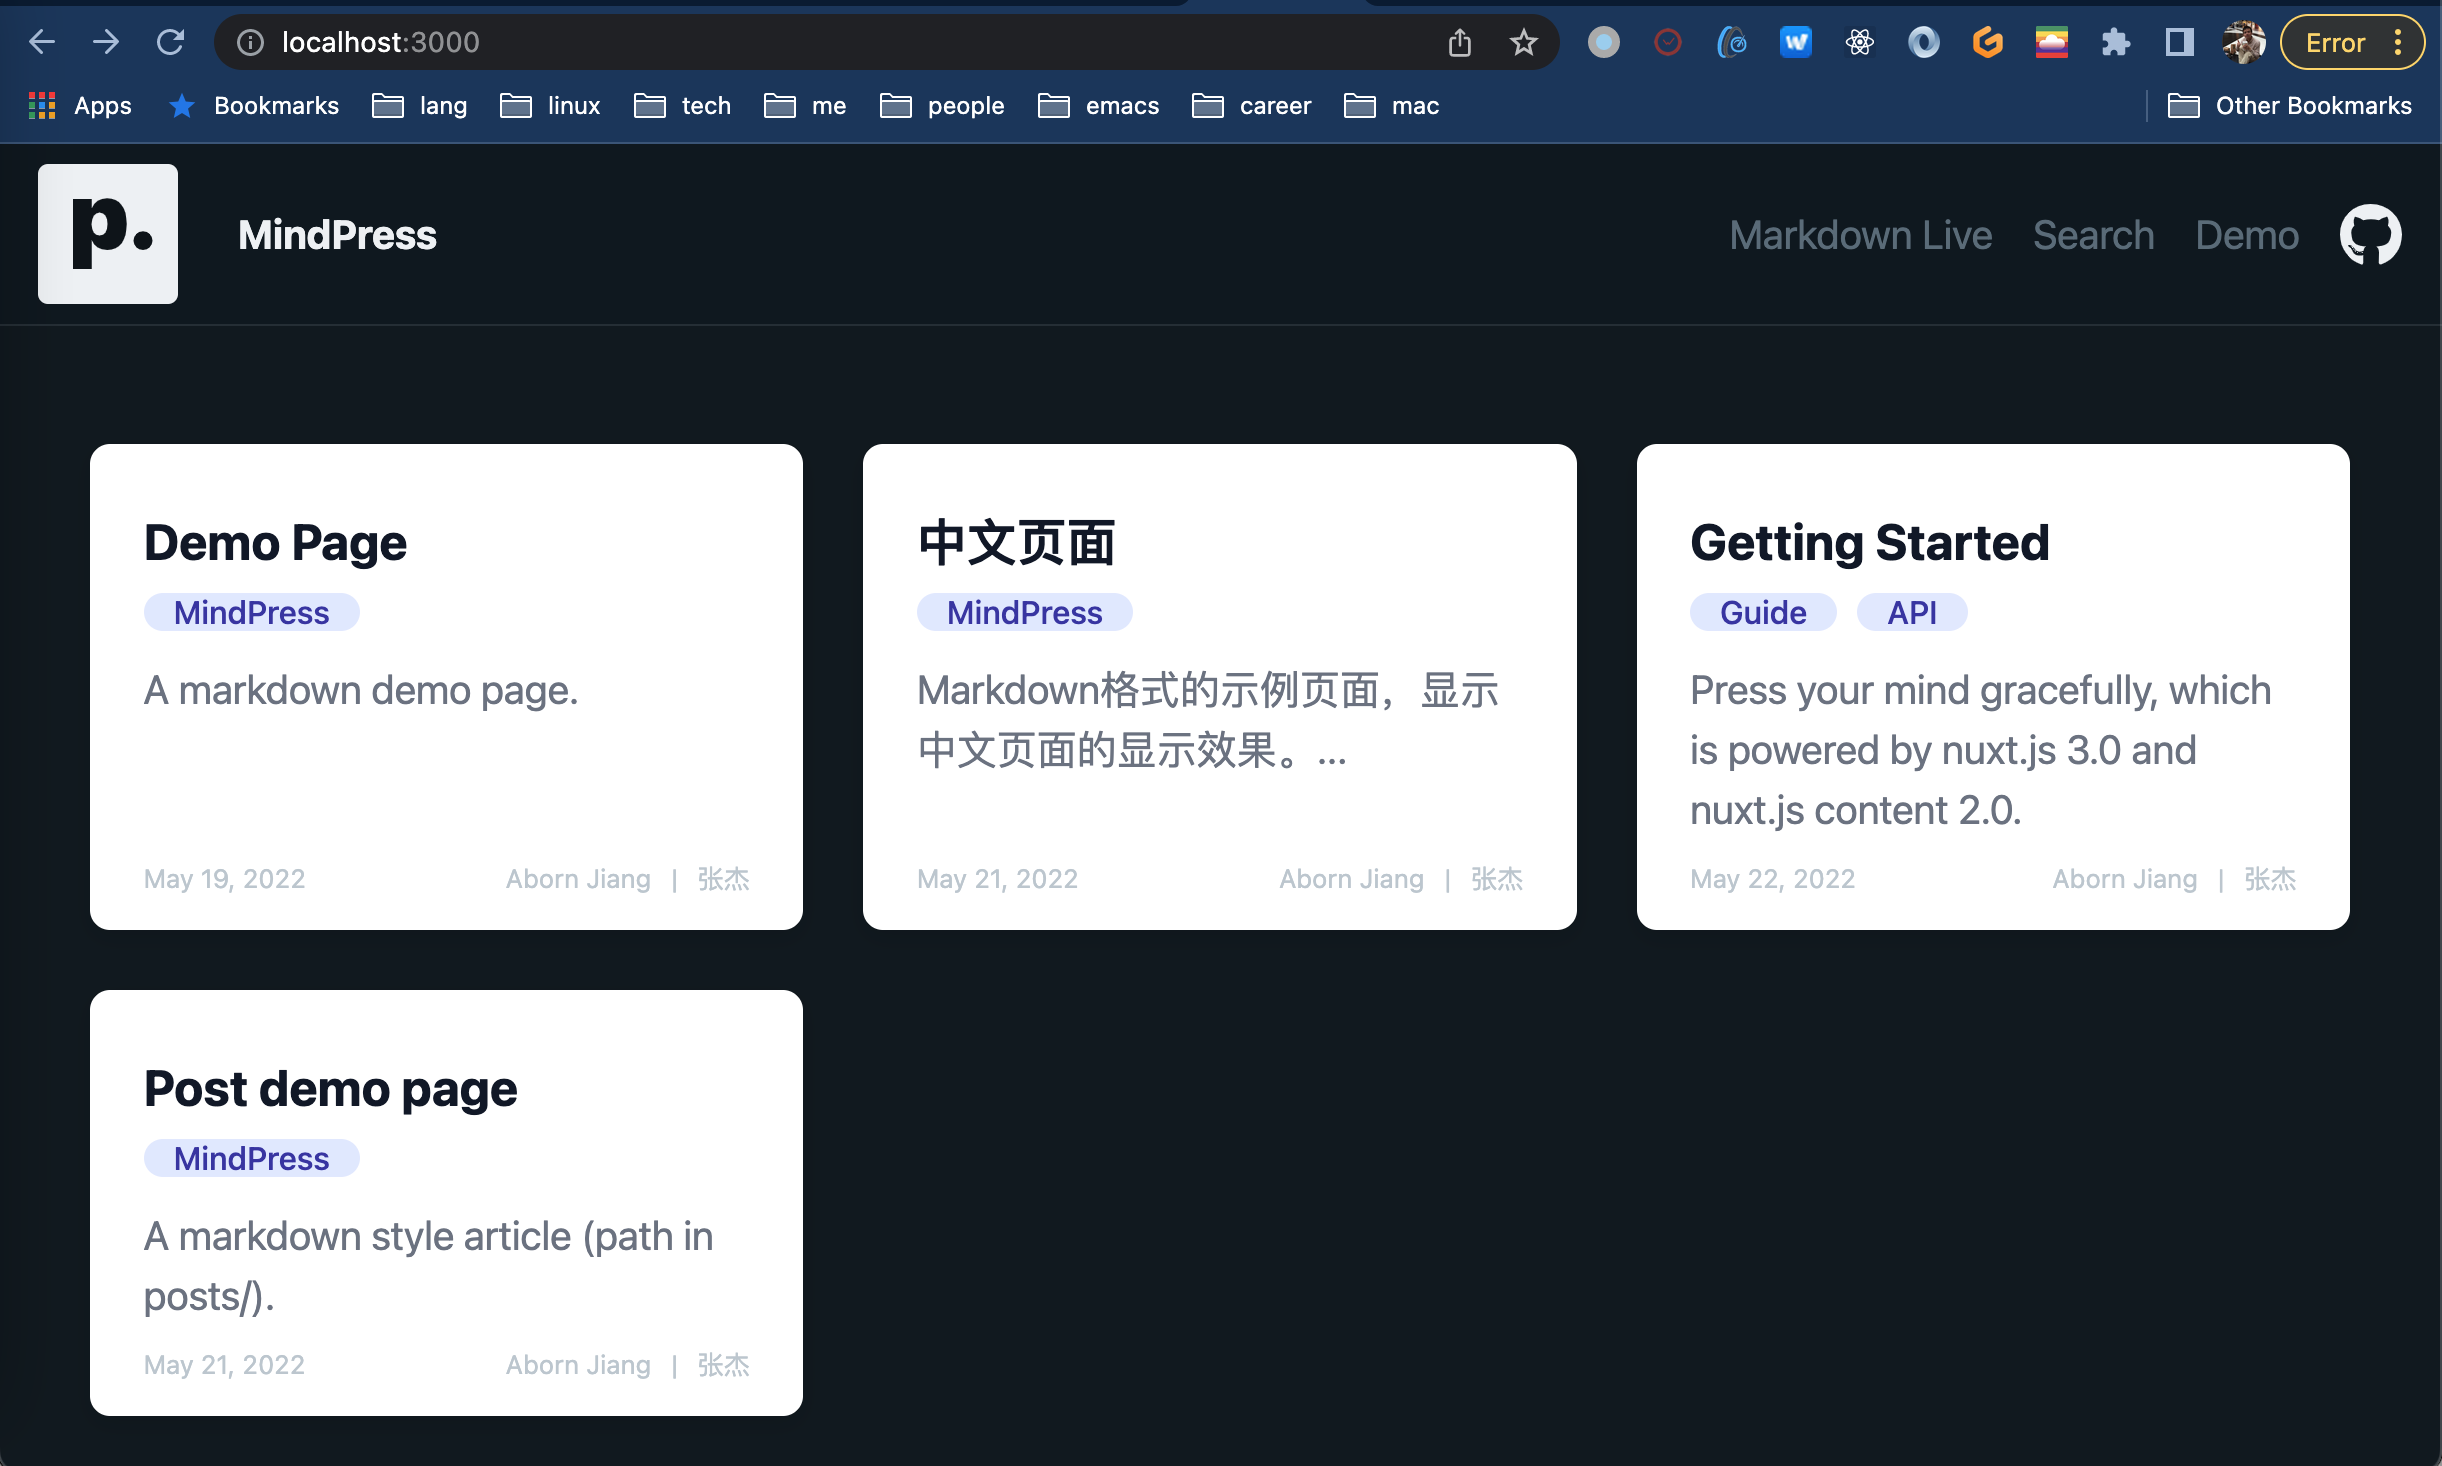 localhost:3000
Error
Apps
Bookmarks
lang
linux
tech
me
people
emacs
career
mac
Other Bookmarks
p.
MindPress
Markdown Live
Search
Demo
Demo Page
MindPress
A markdown demo page.
May 19, 2022
Aborn Jiang | 张杰
中文页面
MindPress
Markdown格式的示例页面，显示
中文页面的显示效果。...
May 21, 2022
Aborn Jiang | 张杰
Getting Started
Guide
API
Press your mind gracefully, which
is powered by nuxt.js 3.0 and
nuxt.js content 2.0.
May 22, 2022
Aborn Jiang | 张杰
Post demo page
MindPress
A markdown style article (path in
posts/).
May 21, 2022
Aborn Jiang | 张杰